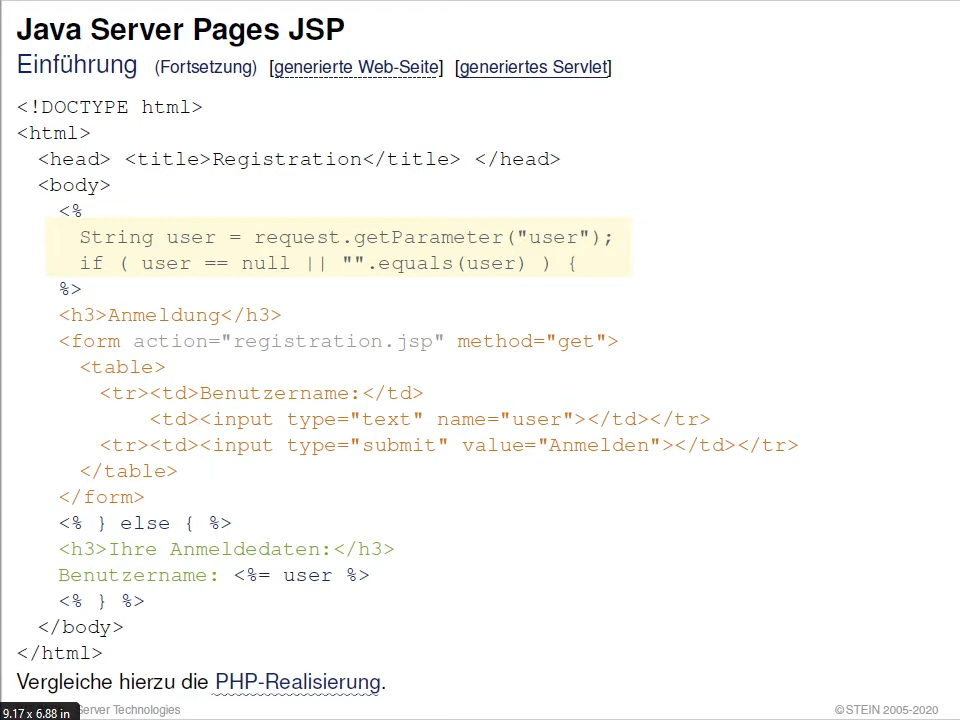 Java Server Pages JSP
Einführung (Fortsetzung) [generierte Web-Seite] [generiertes Servlet]
<!DOCTYPE html>
<html>
<head> <title>Registration</title> </head>
<body>
<%
String user = request.getParameter("user");
if ( user == null || "".equals(user) ) {
%>
<h3>Anmeldung</h3>
<form action="registration.jsp" method="get">
<table>
<tr><td>Benutzername:</td>
<td><input type="text" name="user"></td></tr>
<tr><td><input type="submit" value="Anmelden"></td></tr>
</table>
</form>
<% } else { %>
<h3>Ihre Anmeldedaten:</h3>
Benutzername: <%= user %>
<% } %>
</body>
</html>
Vergleiche hierzu die PHP-Realisierung.
9.17 x 6.88 in Server Technologies ©STEIN 2005-2020